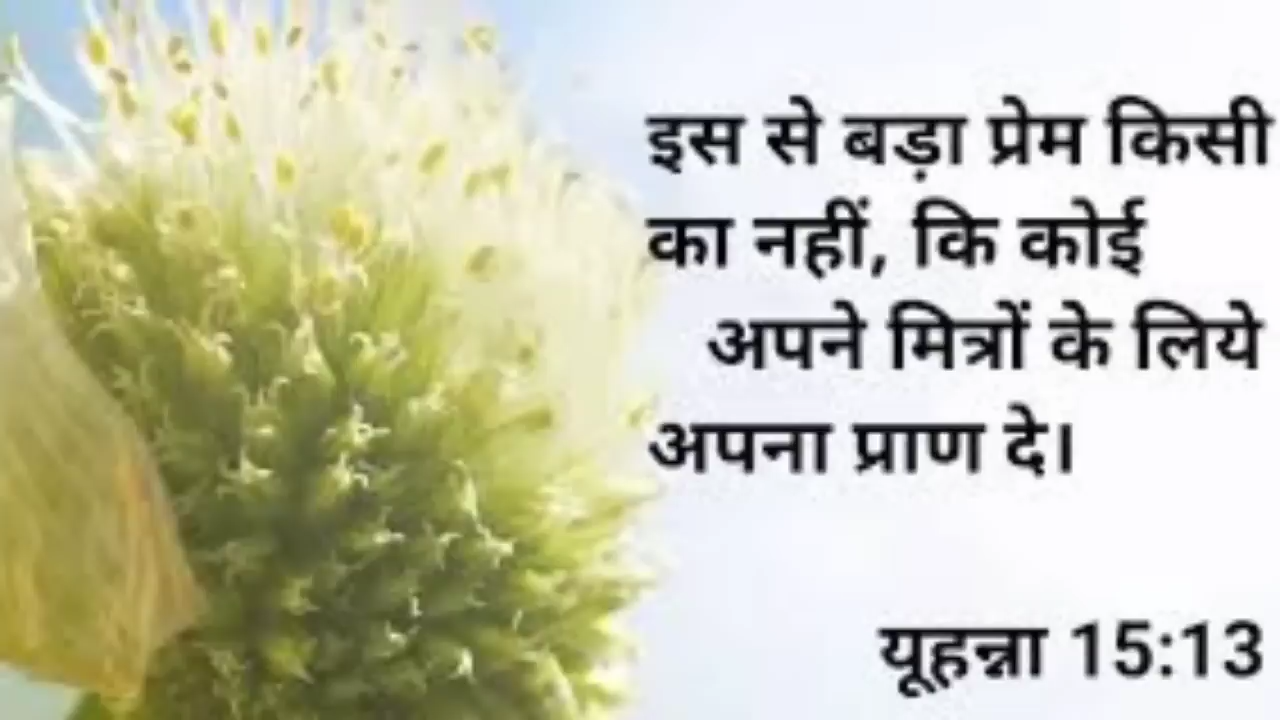 इस से बड़ा प्रेम किसी
का नहीं, कि कोई
अपने मित्रों के लिये
अपना प्राण दे।
यूहन्ना 15:13